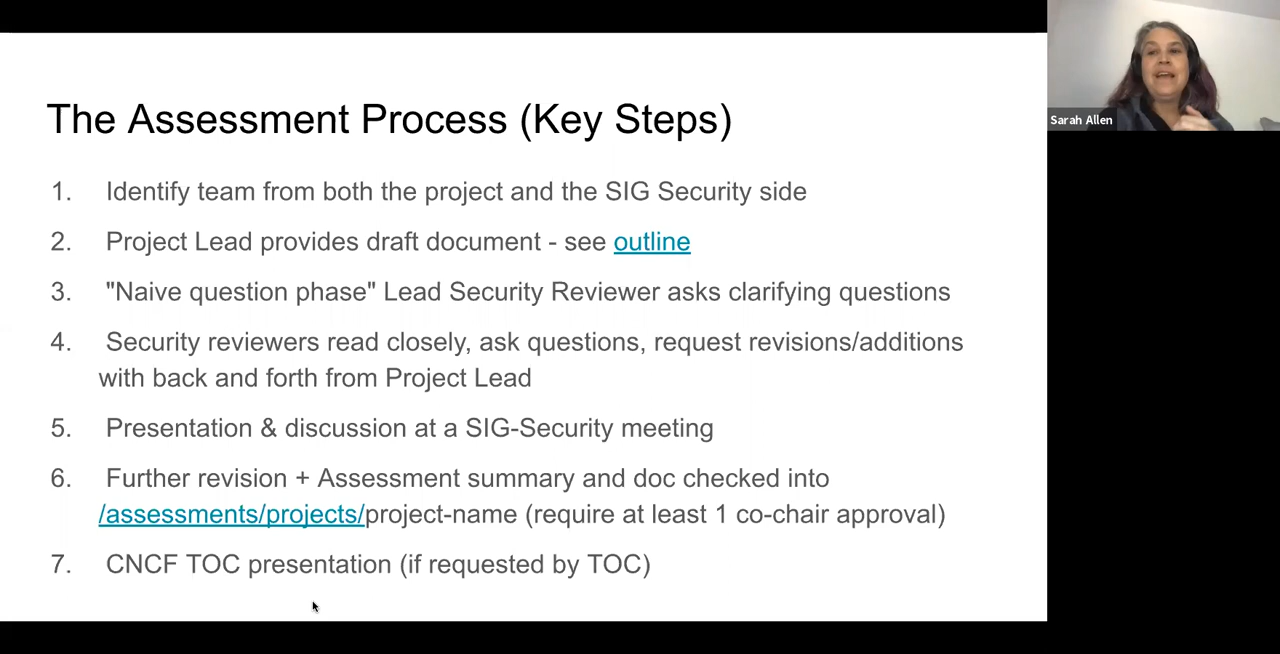 The Assessment Process (Key Steps)
1. Identify team from both the project and the SIG Security side
2. Project Lead provides draft document - see outline
3. "Naive question phase" Lead Security Reviewer asks clarifying questions
4. Security reviewers read closely, ask questions, request revisions/additions
with back and forth from Project Lead
5. Presentation & discussion at a SIG-Security meeting
6. Further revision + Assessment summary and doc checked into
/assessments/projects/project-name (require at least 1 co-chair approval)
7. CNCF TOC presentation (if requested by TOC)
Sarah Allen